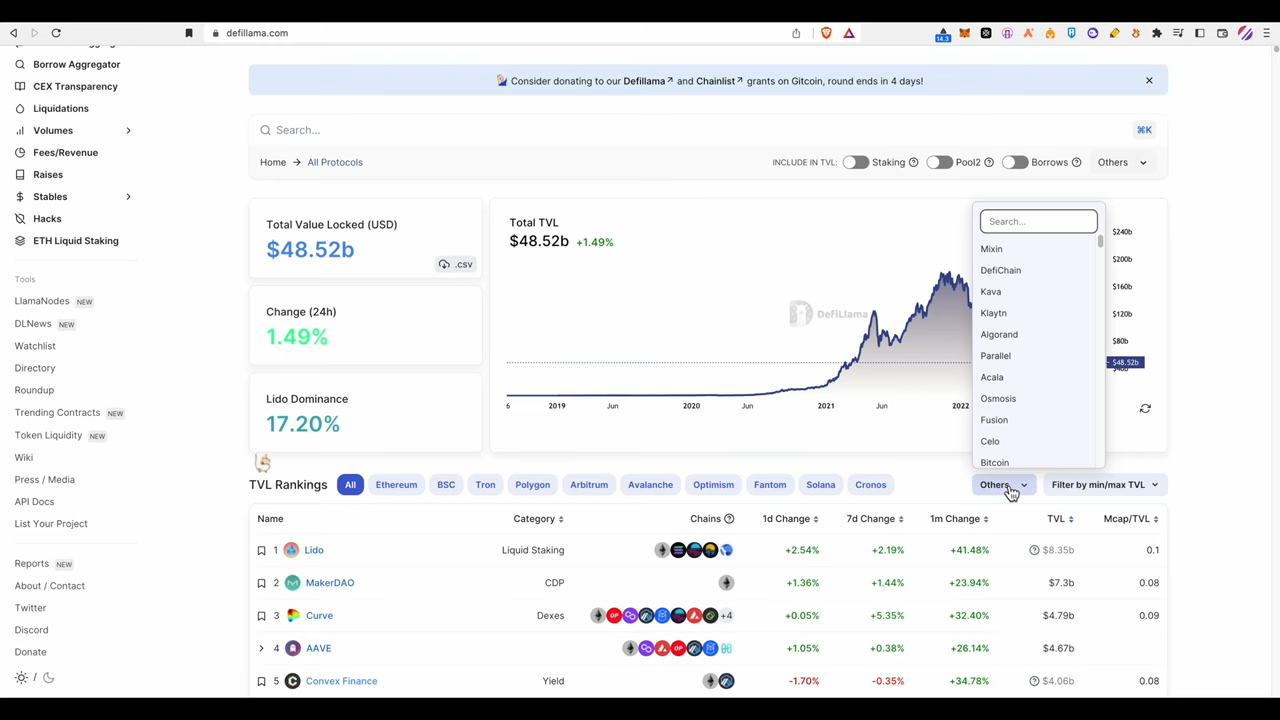 defillama.com
14.3
Borrow Aggregator
CEX Transparency
Liquidations
Volumes
Fees/Revenue
Raises
Stables
Hacks
ETH Liquid Staking
Tools
LlamaNodes NEW
DLNews NEW
Watchlist
Directory
Roundup
Trending Contracts NEW
Token Liquidity NEW
Wiki
Press / Media
API Docs
List Your Project
Reports NEW
About / Contact
Twitter
Discord
Donate
/
Consider donating to our Defillama↗ and Chainlist↗ grants on Gitcoin, round ends in 4 days!
Search...
⌘K
Home → All Protocols
INCLUDE IN TVL: Staking Pool2 Borrows Others
Total Value Locked (USD)
$48.52b
.csv
Change (24h)
1.49%
Lido Dominance
17.20%
Total TVL
$48.52b +1.49%
DefiLlama
$240b
$200b
$160b
$120b
$80b
$48.52b
6 2019 Jun 2020 Jun 2021 Jun 2022
Search...
Mixin
DefiChain
Kava
Klaytn
Algorand
Parallel
Acala
Osmosis
Fusion
Celo
Bitcoin
TVL Rankings All Ethereum BSC Tron Polygon Arbitrum Avalanche Optimism Fantom Solana Cronos Others Filter by min/max TVL
Name Category Chains 1d Change 7d Change 1m Change TVL Mcap/TVL
1 Lido Liquid Staking +2.54% +2.19% +41.48% $8.35b 0.1
2 MakerDAO CDP +1.36% +1.44% +23.94% $7.3b 0.08
3 Curve Dexes +4 +0.05% +5.35% +32.40% $4.79b 0.09
4 AAVE +1.05% +0.38% +26.14% $4.67b
5 Convex Finance Yield -1.70% -0.35% +34.78% $4.06b 0.08